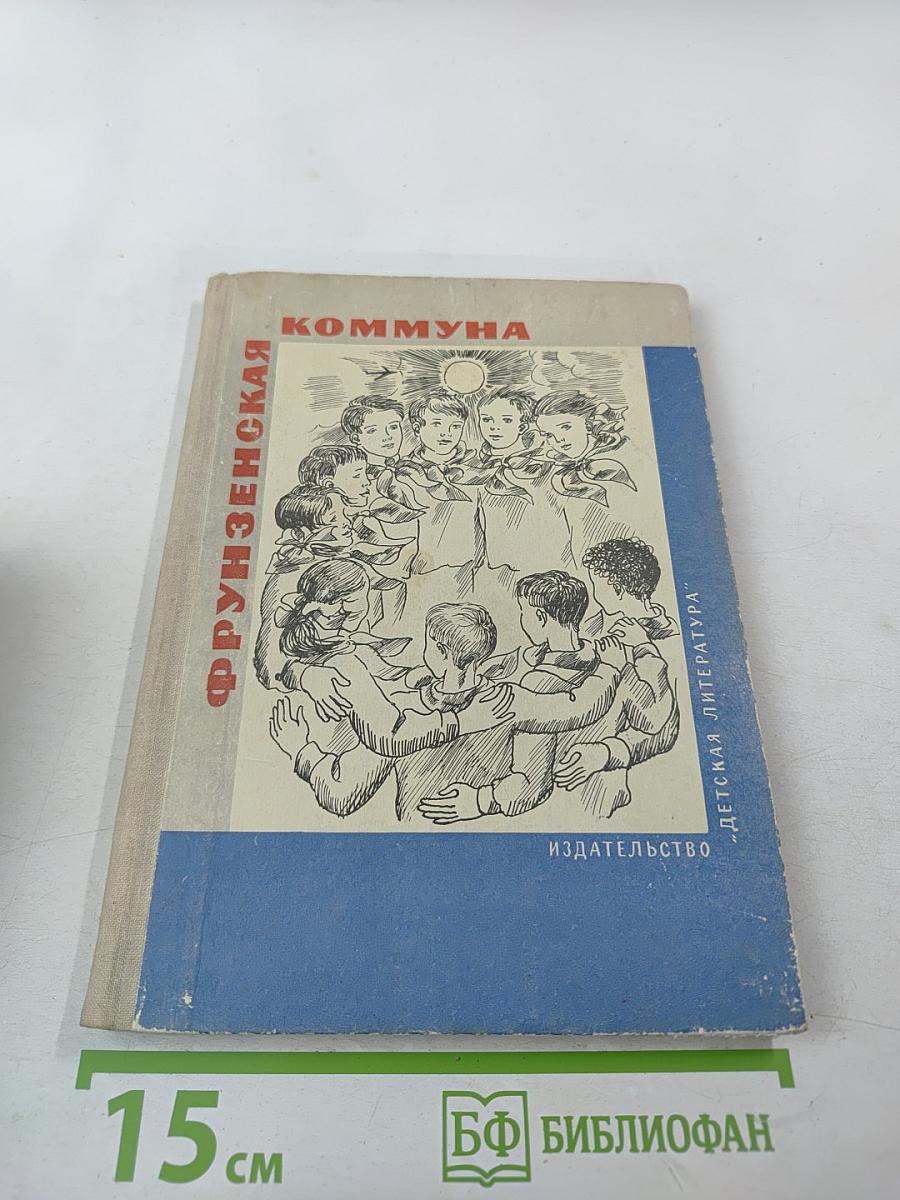 ФРУНЗЕНСКАЯ
КОММУНА
ИЗДАТЕЛЬСТВО
„ДЕТСКАЯ ЛИТЕРАТУРА"
15 см
БФ БИБЛИОФАН